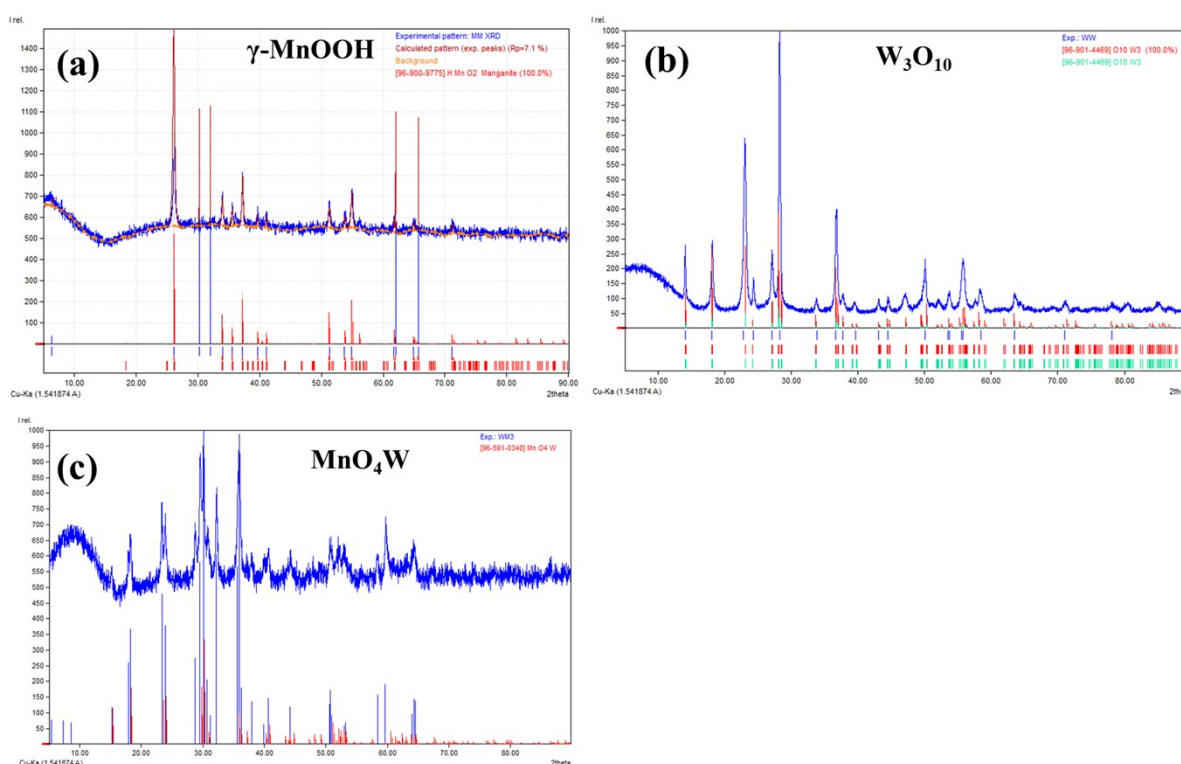 I rel.
(a)
γ-MnOOH
Experimental pattern: MM XRD
Calculated pattern (exp. peaks) (Rp=7.1 %)
Background
[96-900-9775] H Mn O2 Manganite (100.0%)
1400
1300
1200
1100
1000
900
800
700
600
500
400
300
200
100
10.00 20.00 30.00 40.00 50.00 60.00 70.00 80.00 90.00
Cu-Ka (1.541874 A) 2theta
I rel.
(b)
W3O10
Exp.: WW
[96-901-4469] O10 W3 (100.0%)
[96-901-4469] O10 W3
1000
950
900
850
800
750
700
650
600
550
500
450
400
350
300
250
200
150
100
50
10.00 20.00 30.00 40.00 50.00 60.00 70.00 80.00
Cu-Ka (1.541874 A) 2theta
I rel.
(c)
MnO4W
Exp.: WM3
[96-591-0348] Mn O4 W
1000
950
900
850
800
750
700
650
600
550
500
450
400
350
300
250
200
150
100
50
10.00 20.00 30.00 40.00 50.00 60.00 70.00 80.00
Cu-Ka (1.541874 A) 2theta